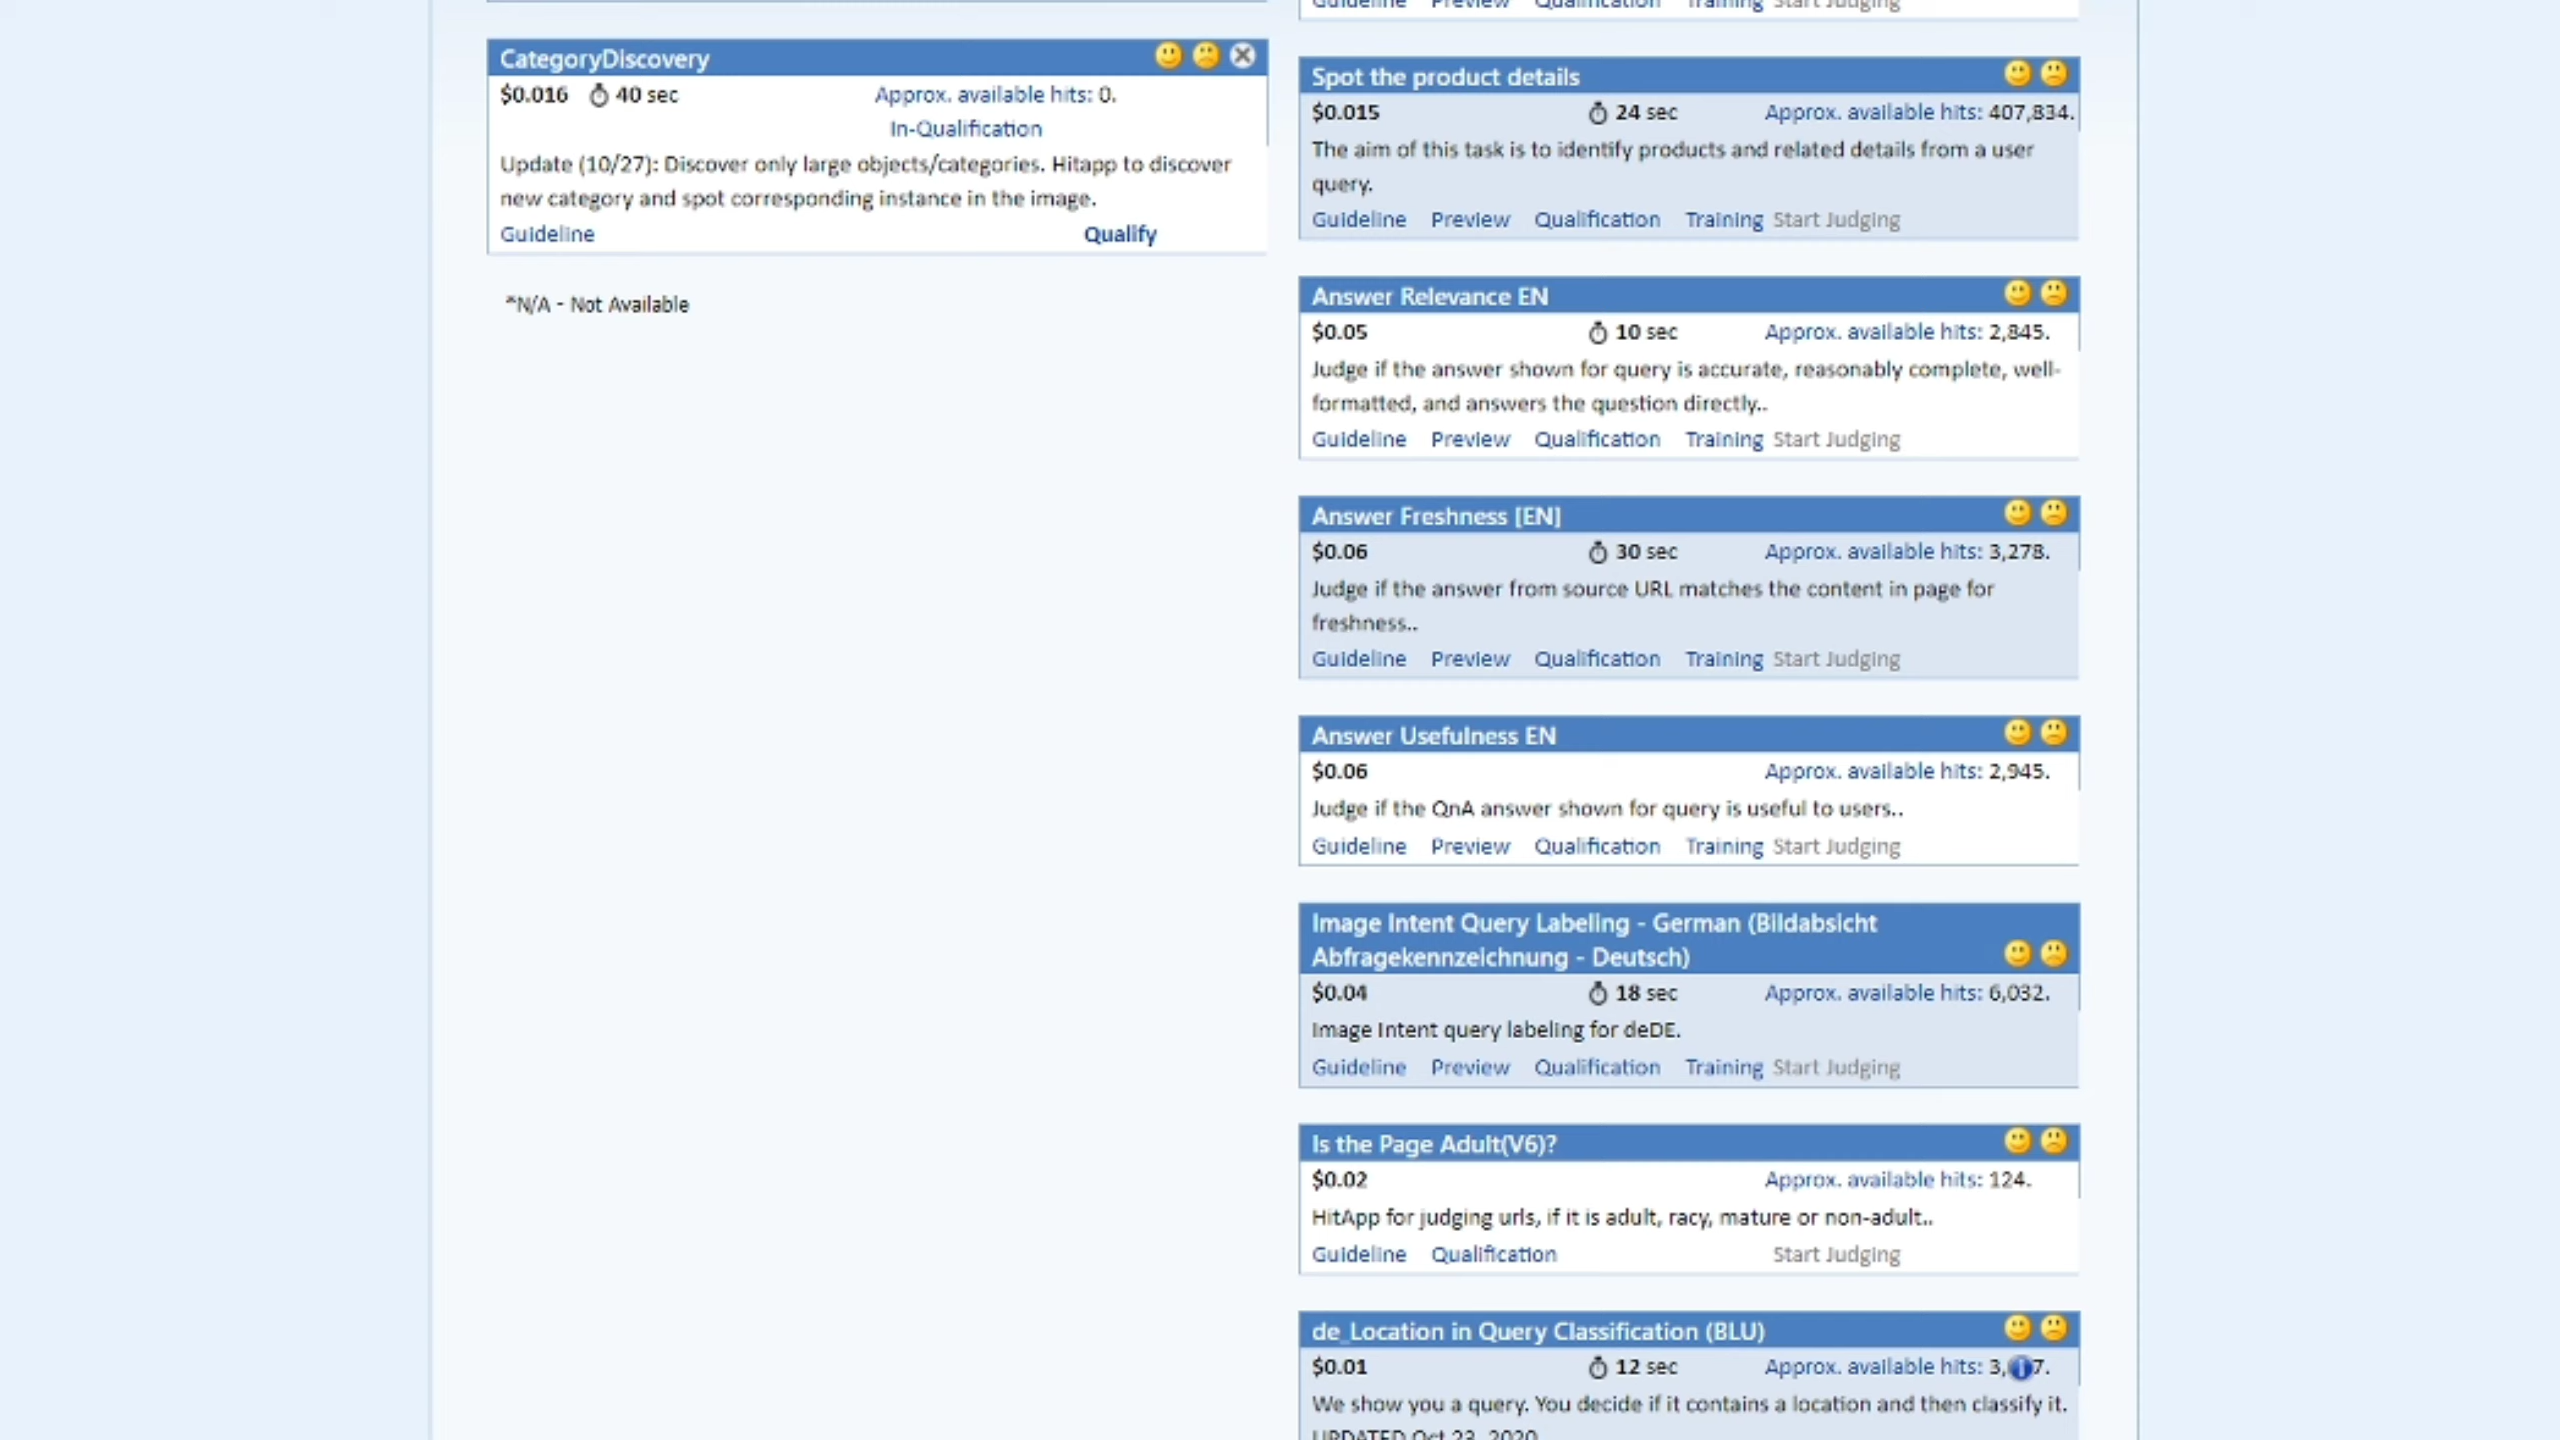 CategoryDiscovery
$0.016 40 sec Approx. available hits: 0.
In-Qualification
Update (10/27): Discover only large objects/categories. Hitapp to discover
new category and spot corresponding instance in the image.
Guideline Qualify
*N/A - Not Available
Guideline Preview Qualification Training Start Judging
Spot the product details
$0.015 24 sec Approx. available hits: 407,834.
The aim of this task is to identify products and related details from a user
query.
Guideline Preview Qualification Training Start Judging
Answer Relevance EN
$0.05 10 sec Approx. available hits: 2,845.
Judge if the answer shown for query is accurate, reasonably complete, well-
formatted, and answers the question directly..
Guideline Preview Qualification Training Start Judging
Answer Freshness [EN]
$0.06 30 sec Approx. available hits: 3,278.
Judge if the answer from source URL matches the content in page for
freshness..
Guideline Preview Qualification Training Start Judging
Answer Usefulness EN
$0.06 Approx. available hits: 2,945.
Judge if the QnA answer shown for query is useful to users..
Guideline Preview Qualification Training Start Judging
Image Intent Query Labeling - German (Bildabsicht
Abfragekennzeichnung - Deutsch)
$0.04 18 sec Approx. available hits: 6,032.
Image Intent query labeling for deDE.
Guideline Preview Qualification Training Start Judging
Is the Page Adult(V6)?
$0.02 Approx. available hits: 124.
HitApp for judging urls, if it is adult, racy, mature or non-adult..
Guideline Qualification Start Judging
de_Location in Query Classification (BLU)
$0.01 12 sec Approx. available hits:
We show you a query. You decide if it contains a location and then classify it.
UPDATED Oct 23, 2020